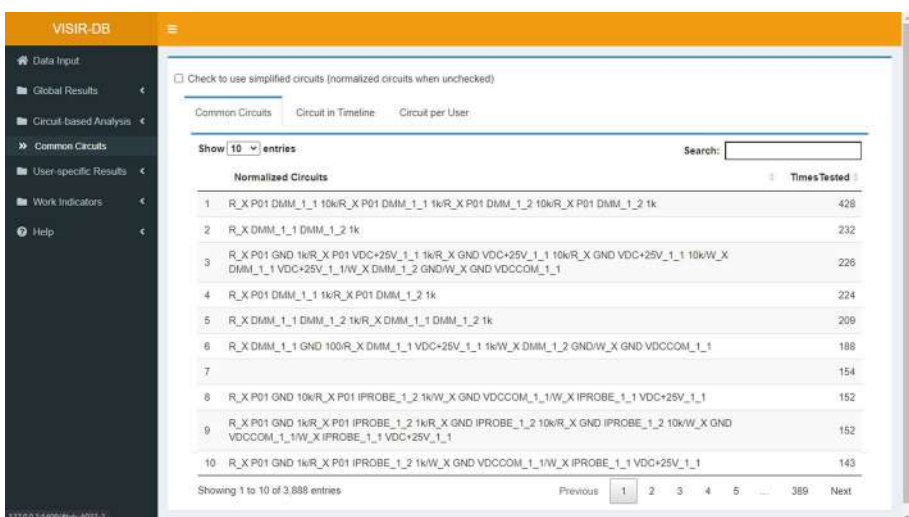 VISIR-DB
Data Input
Check to use simplified circuits (normalized circuits when unchecked)
Global Results
Common Circuits Circuit in Timeline Circuit per User
Circuit-based Analysis
Common Circuits
Show 10 entries Search:
User-specific Results
Normalized Circuits TimesTested
Work Indicators
1 R_X P01 DMM_1_1 10k/R_X P01 DMM_1_1 1k/R_X P01 DMM_1_2 10k/R_X P01 DMM_1_2 1k 428
Help
2 R_X DMM_1_1 DMM_1_2 1k 232
3 R_X P01 GND 1k/R_X P01 VDC+25V_1_1 1k/R_X GND VDC+25V_1_1 10k/R_X GND VDC+25V_1_1 10k/W_X
DMM_1_1 VDC+25V_1_1/W_X DMM_1_2 GND/W_X GND VDCCOM_1_1 226
4 R_X P01 DMM_1_1 1k/R_X P01 DMM_1_2 1k 224
5 R_X DMM_1_1 DMM_1_2 1k/R_X DMM_1_1 DMM_1_2 1k 209
6 R_X DMM_1_1 GND 100/R_X DMM_1_1 VDC+25V_1_1 1k/W_X DMM_1_2 GND/W_X GND VDCCOM_1_1 188
7 154
8 R_X P01 GND 10k/R_X P01 IPROBE_1_2 1k/W_X GND VDCCOM_1_1/W_X IPROBE_1_1 VDC+25V_1_1 152
9 R_X P01 GND 1k/R_X P01 IPROBE_1_2 1k/R_X GND IPROBE_1_2 10k/R_X GND IPROBE_1_2 10k/W_X GND
VDCCOM_1_1/W_X IPROBE_1_1 VDC+25V_1_1 152
10 R_X P01 GND 1k/R_X P01 IPROBE_1_2 1k/W_X GND VDCCOM_1_1/W_X IPROBE_1_1 VDC+25V_1_1 143
Showing 1 to 10 of 3,888 entries Previous 1 2 3 4 5 ... 389 Next